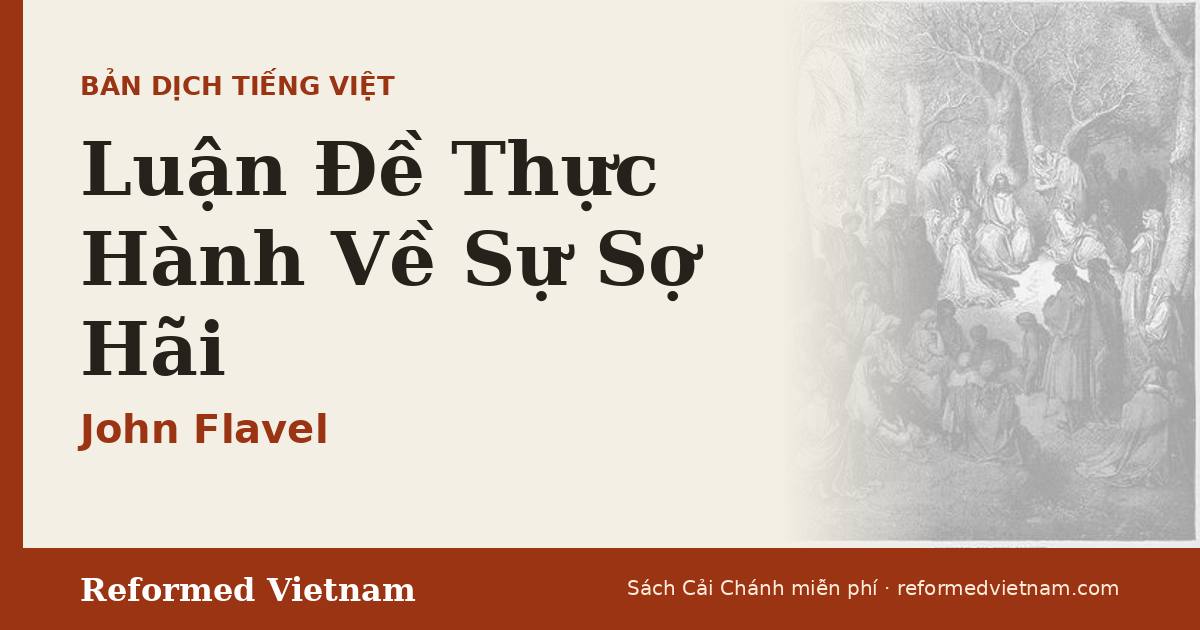 BẢN DỊCH TIẾNG VIỆT
Luận Đề Thực
Hành Về Sự Sợ
Hãi
John Flavel
Reformed Vietnam
Sách Cải Chánh miễn phí · reformedvietnam.com